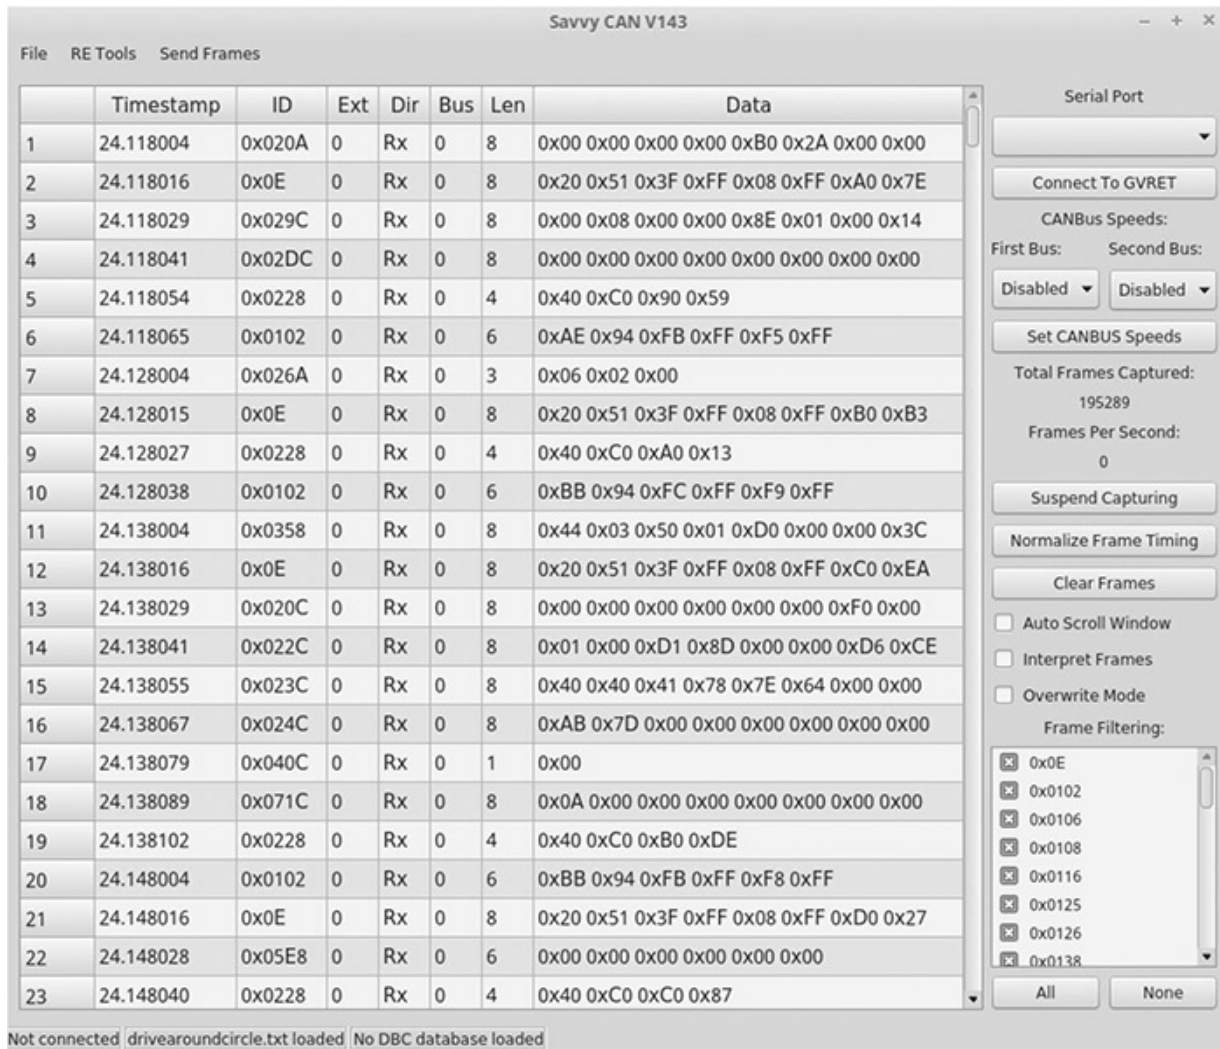 Savvy CAN V143
File RE Tools Send Frames
Timestamp ID Ext Dir Bus Len Data
1 24.118004 0x020A 0 Rx 0 8 0x00 0x00 0x00 0x00 0xB0 0x2A 0x00 0x00
2 24.118016 0x0E 0 Rx 0 8 0x20 0x51 0x3F 0xFF 0x08 0xFF 0xA0 0x7E
3 24.118029 0x029C 0 Rx 0 8 0x00 0x08 0x00 0x00 0x8E 0x01 0x00 0x14
4 24.118041 0x02DC 0 Rx 0 8 0x00 0x00 0x00 0x00 0x00 0x00 0x00 0x00
5 24.118054 0x0228 0 Rx 0 4 0x40 0xC0 0x90 0x59
6 24.118065 0x0102 0 Rx 0 6 0xAE 0x94 0xFB 0xFF 0xF5 0xFF
7 24.128004 0x026A 0 Rx 0 3 0x06 0x02 0x00
8 24.128015 0x0E 0 Rx 0 8 0x20 0x51 0x3F 0xFF 0x08 0xFF 0xB0 0xB3
9 24.128027 0x0228 0 Rx 0 4 0x40 0xC0 0xA0 0x13
10 24.128038 0x0102 0 Rx 0 6 0xBB 0x94 0xFC 0xFF 0xF9 0xFF
11 24.138004 0x0358 0 Rx 0 8 0x44 0x03 0x50 0x01 0xD0 0x00 0x00 0x3C
12 24.138016 0x0E 0 Rx 0 8 0x20 0x51 0x3F 0xFF 0x08 0xFF 0xC0 0xEA
13 24.138029 0x020C 0 Rx 0 8 0x00 0x00 0x00 0x00 0x00 0x00 0xF0 0x00
14 24.138041 0x022C 0 Rx 0 8 0x01 0x00 0xD1 0x8D 0x00 0x00 0xD6 0xCE
15 24.138055 0x023C 0 Rx 0 8 0x40 0x40 0x41 0x78 0x7E 0x64 0x00 0x00
16 24.138067 0x024C 0 Rx 0 8 0xAB 0x7D 0x00 0x00 0x00 0x00 0x00 0x00
17 24.138079 0x040C 0 Rx 0 1 0x00
18 24.138089 0x071C 0 Rx 0 8 0x0A 0x00 0x00 0x00 0x00 0x00 0x00 0x00
19 24.138102 0x0228 0 Rx 0 4 0x40 0xC0 0xB0 0xDE
20 24.148004 0x0102 0 Rx 0 6 0xBB 0x94 0xFB 0xFF 0xF8 0xFF
21 24.148016 0x0E 0 Rx 0 8 0x20 0x51 0x3F 0xFF 0x08 0xFF 0xD0 0x27
22 24.148028 0x05E8 0 Rx 0 6 0x00 0x00 0x00 0x00 0x00 0x00
23 24.148040 0x0228 0 Rx 0 4 0x40 0xC0 0xC0 0x87
Serial Port
Connect To GVRET
CANBus Speeds:
First Bus: Second Bus:
Disabled Disabled
Set CANBUS Speeds
Total Frames Captured:
195289
Frames Per Second:
0
Suspend Capturing
Normalize Frame Timing
Clear Frames
Auto Scroll Window
Interpret Frames
Overwrite Mode
Frame Filtering:
0x0E
0x0102
0x0106
0x0108
0x0116
0x0125
0x0126
0x0138
All None
Not connected drivearoundcircle.txt loaded No DBC database loaded